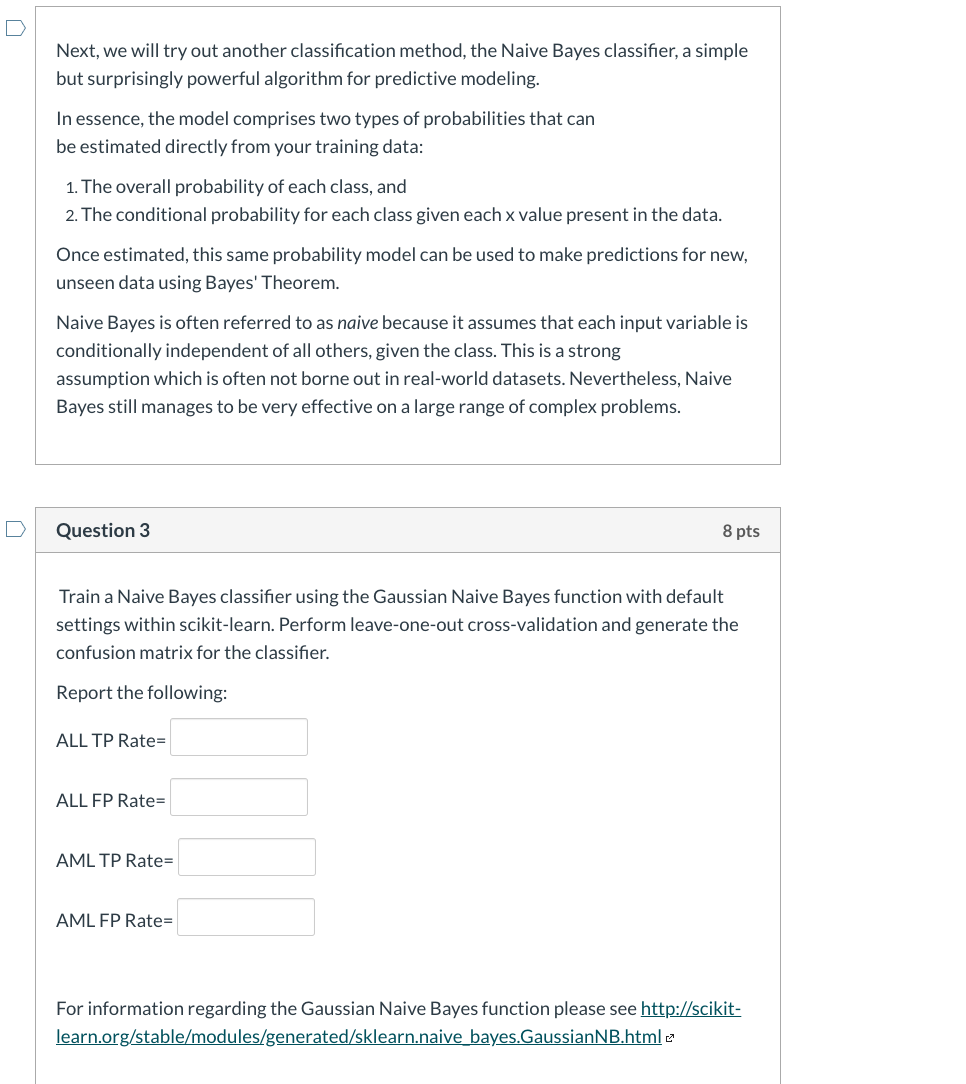 Next, we will try out another classification method, the Naive Bayes classifier, a simple
but surprisingly powerful algorithm for predictive modeling.
In essence, the model comprises two types of probabilities that can
be estimated directly from your training data:
1. The overall probability of each class, and
2. The conditional probability for each class given each x value present in the data.
Once estimated, this same probability model can be used to make predictions for new,
unseen data using Bayes' Theorem.
Naive Bayes is often referred to as naive because it assumes that each input variable is
conditionally independent of all others, given the class. This is a strong
assumption which is often not borne out in real-world datasets. Nevertheless, Naive
Bayes still manages to be very effective on a large range of complex problems.
Question 3 8 pts
Train a Naive Bayes classifier using the Gaussian Naive Bayes function with default
settings within scikit-learn. Perform leave-one-out cross-validation and generate the
confusion matrix for the classifier.
Report the following:
ALL TP Rate=
ALL FP Rate=
AML TP Rate=
AML FP Rate=
For information regarding the Gaussian Naive Bayes function please see http://scikit-
learn.org/stable/modules/generated/sklearn.naive_bayes.GaussianNB.html